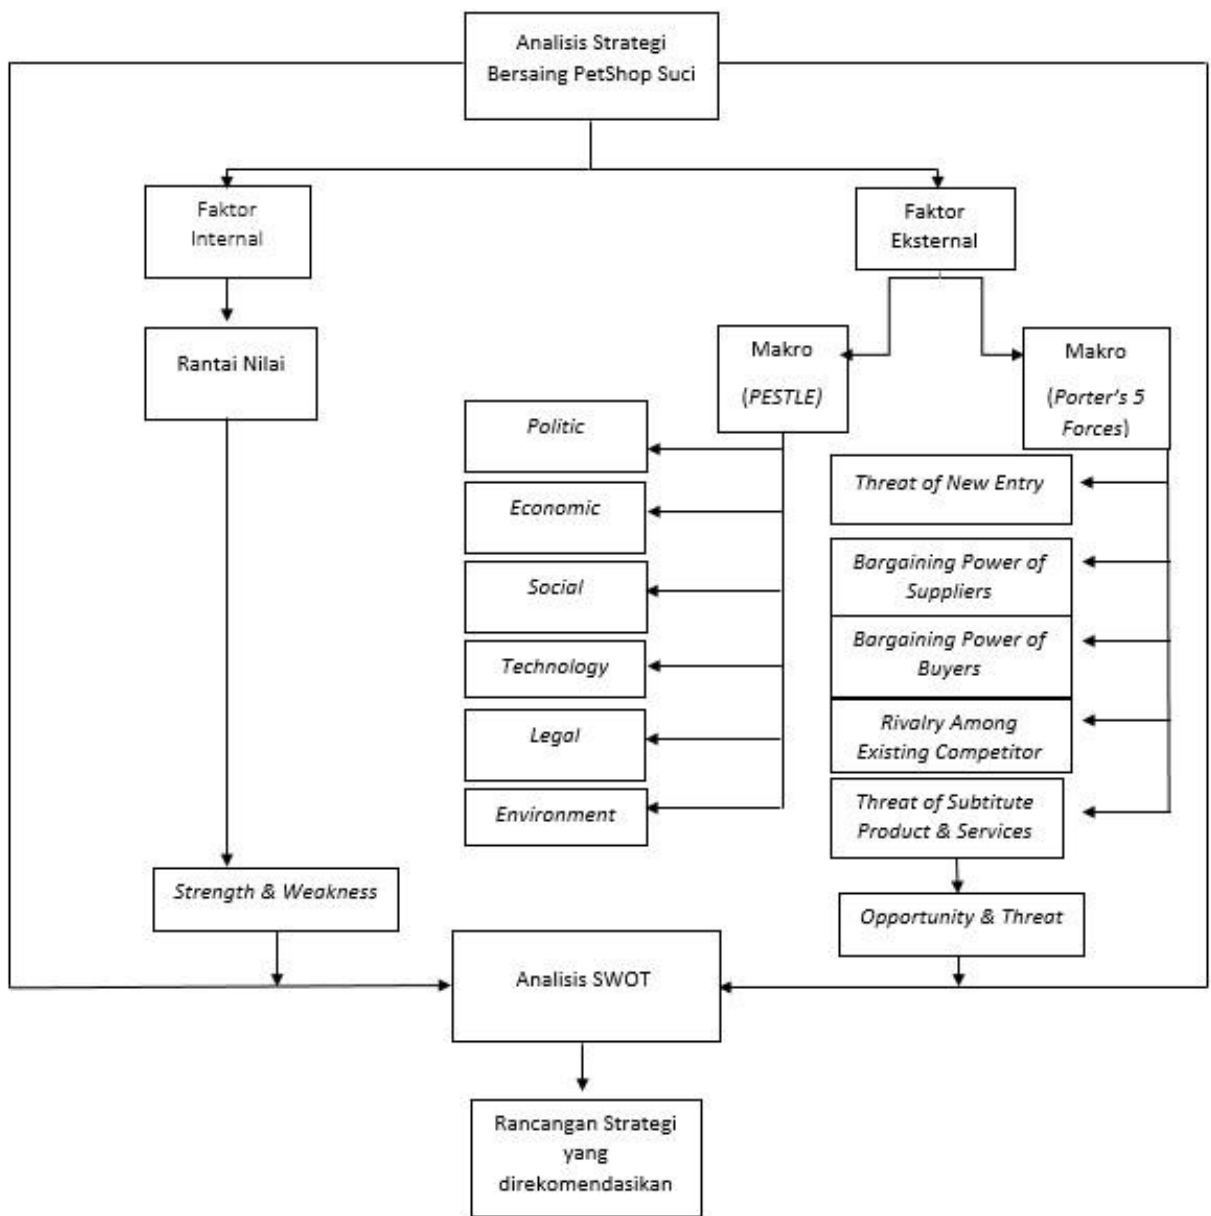 Analisis Strategi
Bersaing PetShop Suci
Faktor
Internal
Faktor
Eksternal
Rantai Nilai
Makro
(PESTLE)
Makro
(Porter's 5
Forces)
Politic
Economic
Social
Technology
Legal
Environment
Threat of New Entry
Bargaining Power of
Suppliers
Bargaining Power of
Buyers
Rivalry Among
Existing Competitor
Threat of Subtitute
Product & Services
Strength & Weakness
Opportunity & Threat
Analisis SWOT
Rancangan Strategi
yang
direkomendasikan